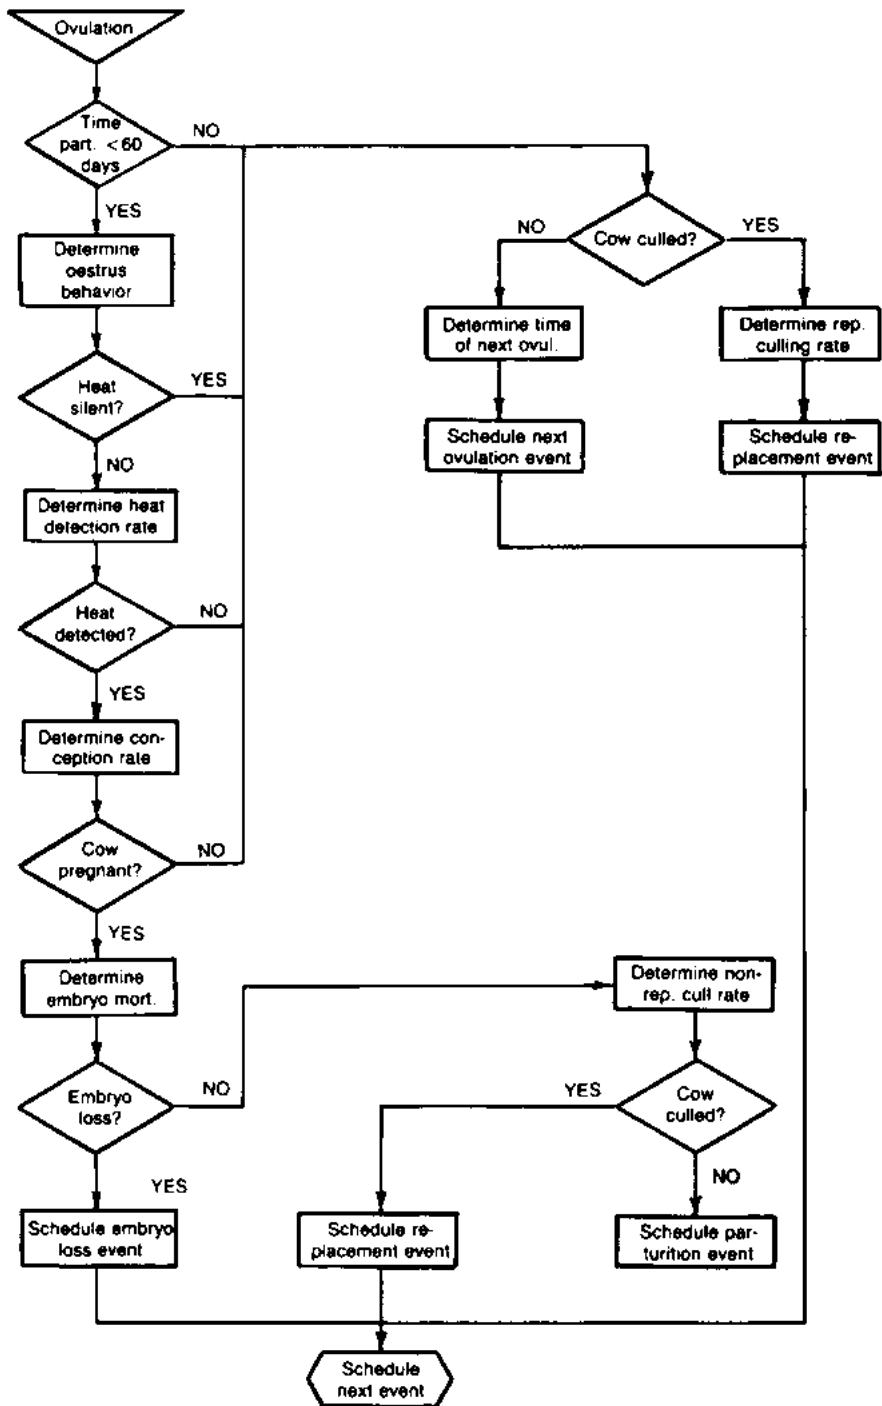 Ovulation
Time
part. <60
days
NO
YES
Determine
oestrus
behavior
Heat
silent?
YES
NO
Determine heat
detection rate
Heat
detected?
NO
YES
Determine con-
ception rate
Cow
pregnant?
NO
YES
Determine
embryo mort.
Embryo
loss?
NO
YES
Schedule embryo
loss event
Cow culled?
NO
YES
Determine time
of next ovul.
Schedule next
ovulation event
Determine rep.
culling rate
Schedule re-
placement event
Determine non-
rep. cull rate
Cow
culled?
YES
NO
Schedule re-
placement event
Schedule par-
turition event
Schedule
next event